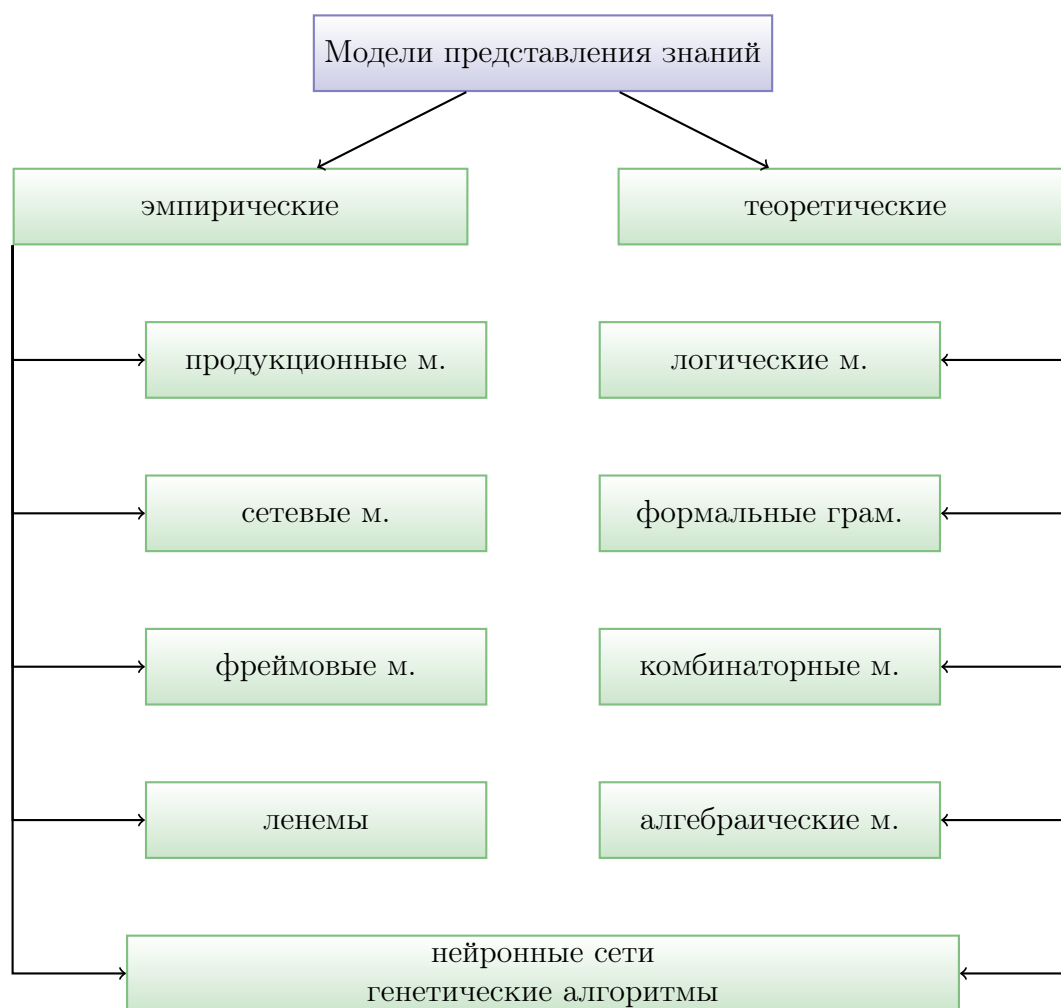 Модели представления знаний
эмпирические
теоретические
продукционные м.
логические м.
сетевые м.
формальные грам.
фреймовые м.
комбинаторные м.
ленемы
алгебраические м.
нейронные сети
генетические алгоритмы